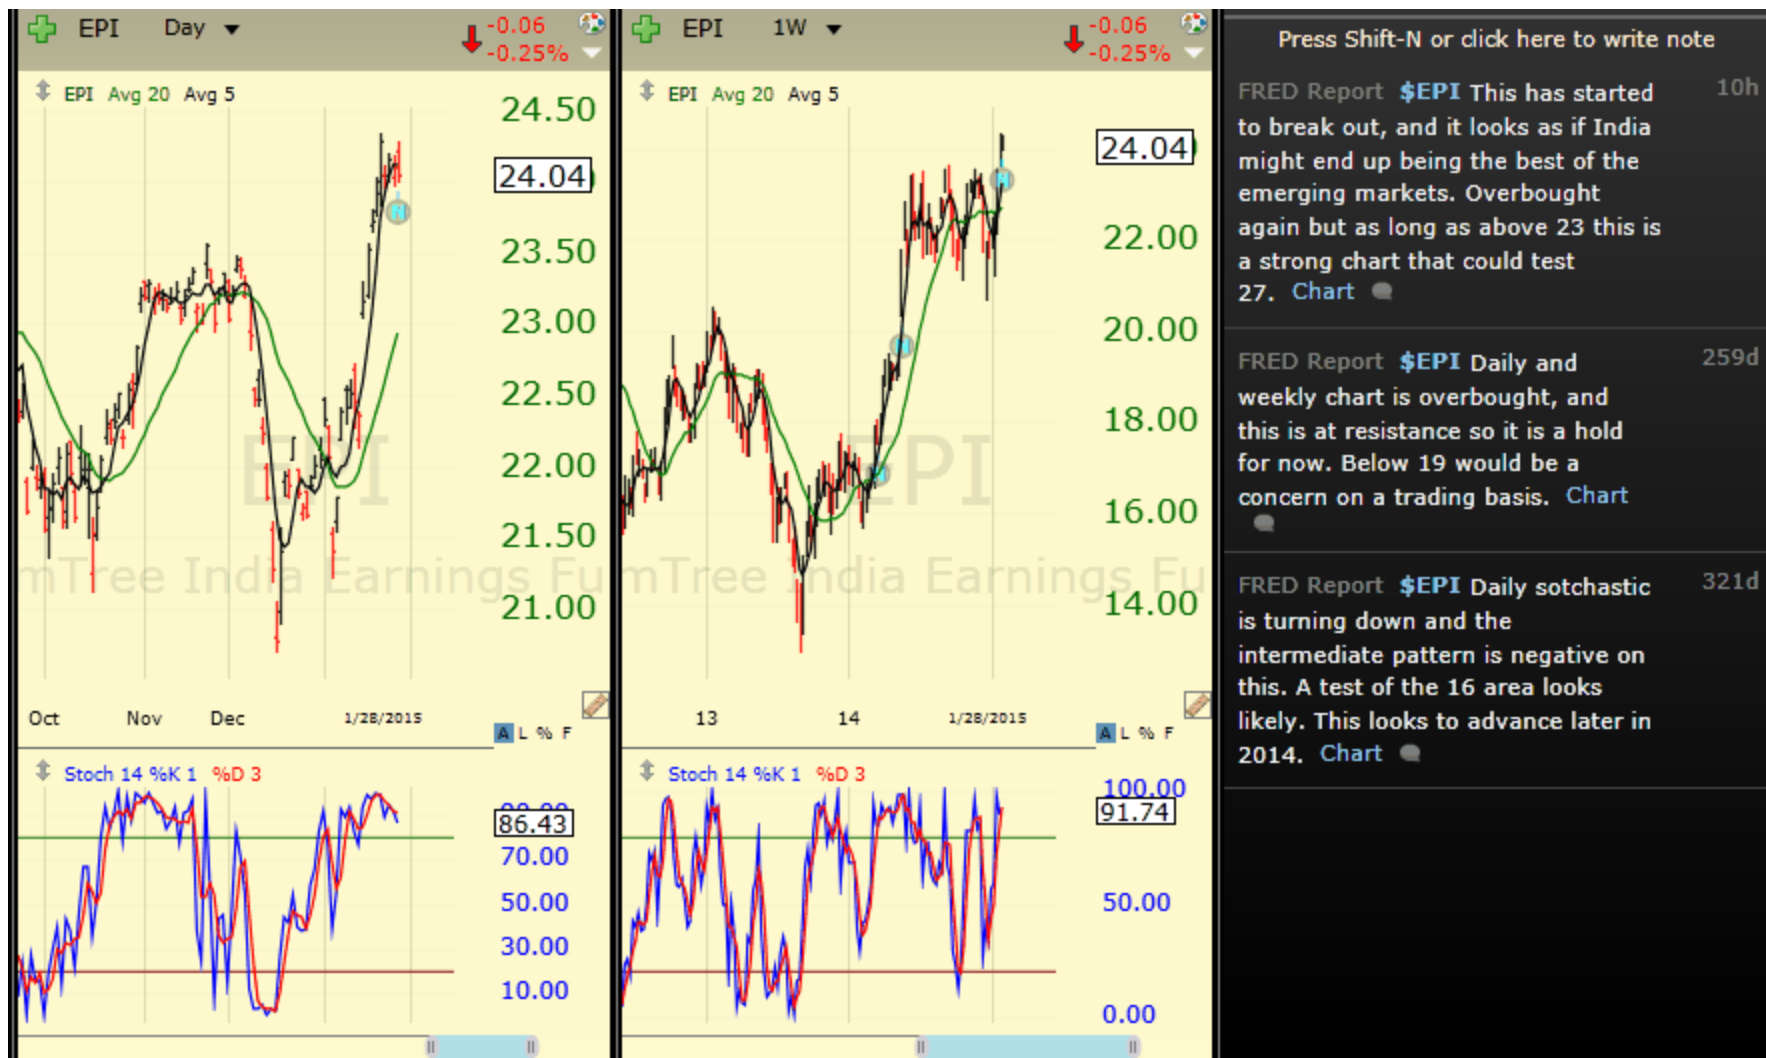 EPI Day
-0.06
-0.25%
EPI Avg 20 Avg 5
24.50
24.04
23.50
23.00
22.50
22.00
21.50
21.00
EPI
mTree India Earnings Fu
Oct Nov Dec 1/28/2015
A L % F
Stoch 14 %K 1 %D 3
86.43
70.00
50.00
30.00
10.00
EPI 1W
-0.06
-0.25%
EPI Avg 20 Avg 5
24.04
22.00
20.00
18.00
16.00
14.00
EPI
mTree India Earnings Fu
13 14 1/28/2015
A L % F
Stoch 14 %K 1 %D 3
100.00
91.74
50.00
0.00
N
N
N
N
Press Shift-N or click here to write note
FRED Report $EPI This has started 10h
to break out, and it looks as if India
might end up being the best of the
emerging markets. Overbought
again but as long as above 23 this is
a strong chart that could test
27. Chart
FRED Report $EPI Daily and 259d
weekly chart is overbought, and
this is at resistance so it is a hold
for now. Below 19 would be a
concern on a trading basis. Chart
FRED Report $EPI Daily sotchastic 321d
is turning down and the
intermediate pattern is negative on
this. A test of the 16 area looks
likely. This looks to advance later in
2014. Chart